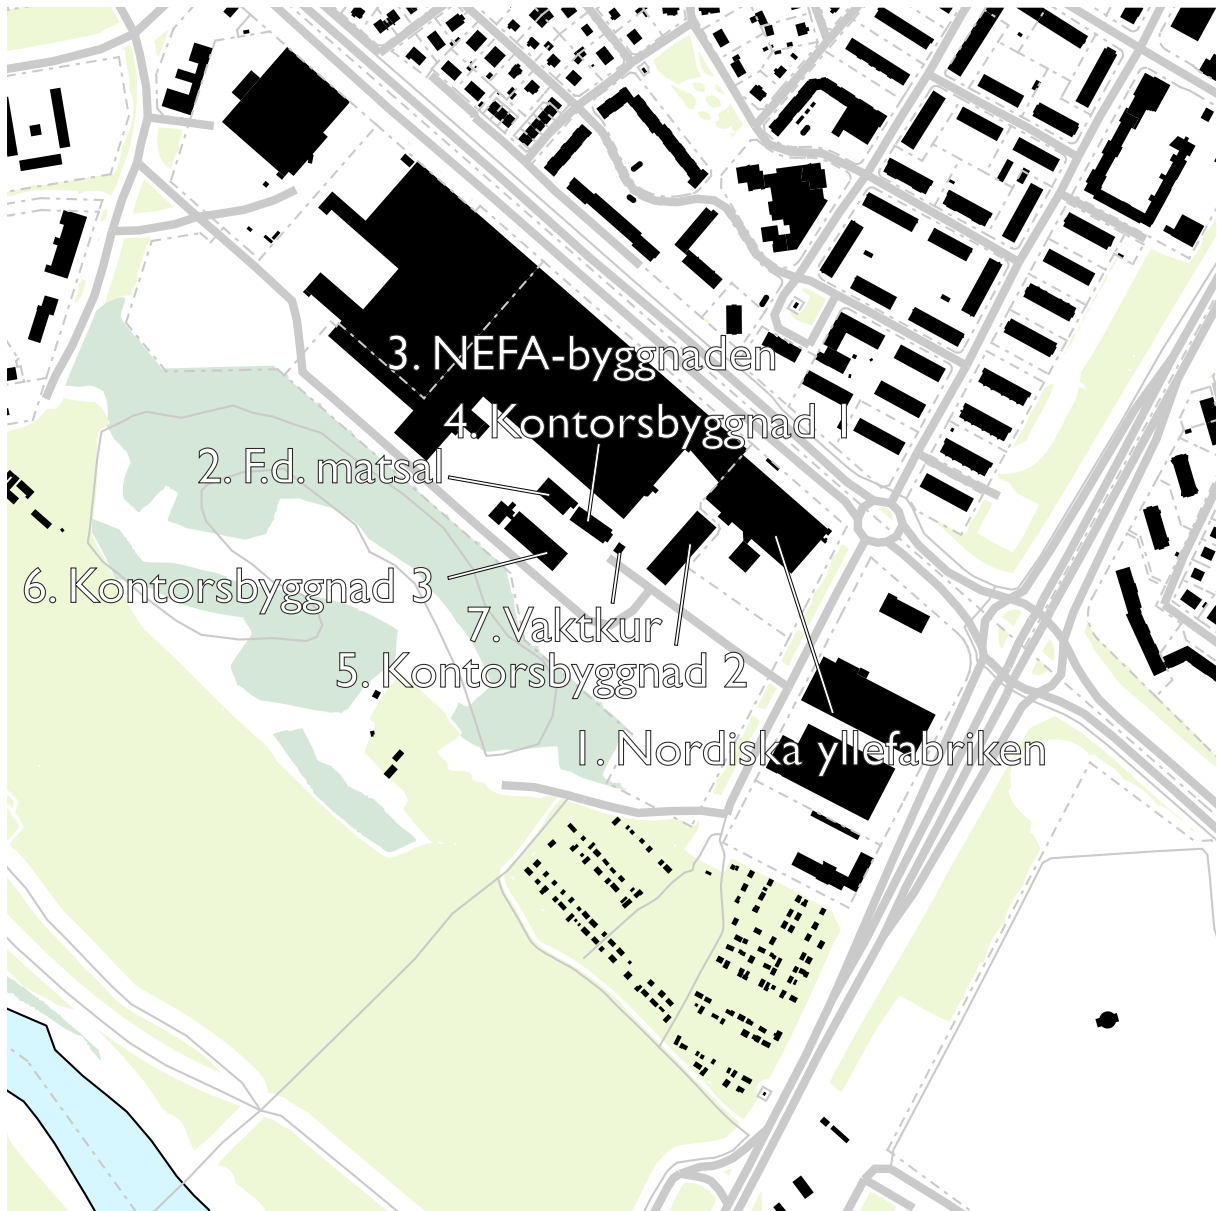 3. NEFA-byggnaden
4. Kontorsbyggnad 1
2. F.d. matsal
6. Kontorsbyggnad 3
7. Vaktkur
5. Kontorsbyggnad 2
1. Nordiska yllefabriken